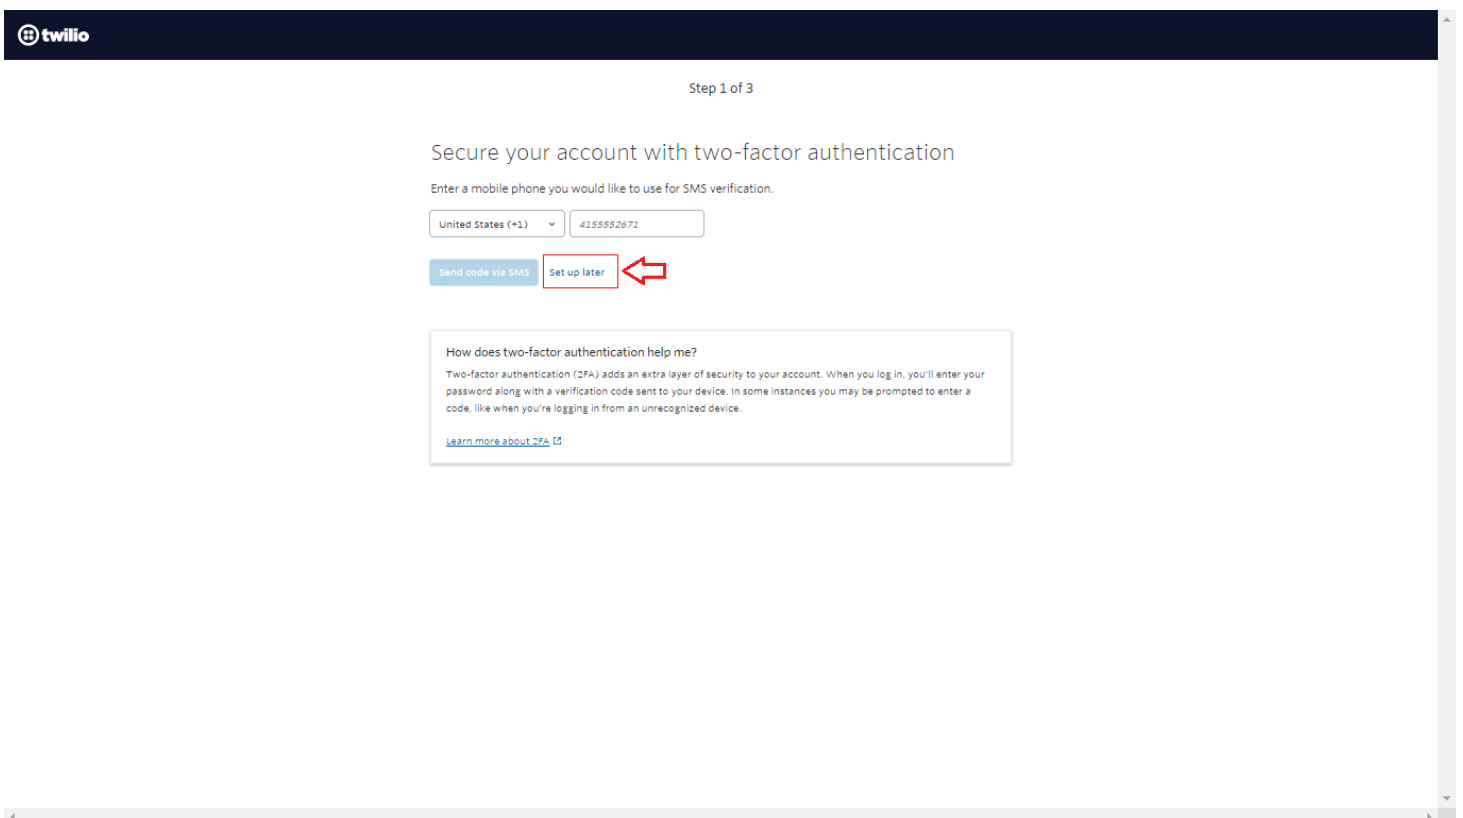 twilio
Step 1 of 3
Secure your account with two-factor authentication
Enter a mobile phone you would like to use for SMS verification.
United States (+1) 4155552671
Send code via SMS Set up later
How does two-factor authentication help me?
Two-factor authentication (2FA) adds an extra layer of security to your account. When you log in, you'll enter your
password along with a verification code sent to your device. In some instances you may be prompted to enter a
code, like when you're logging in from an unrecognized device.
Learn more about 2FA